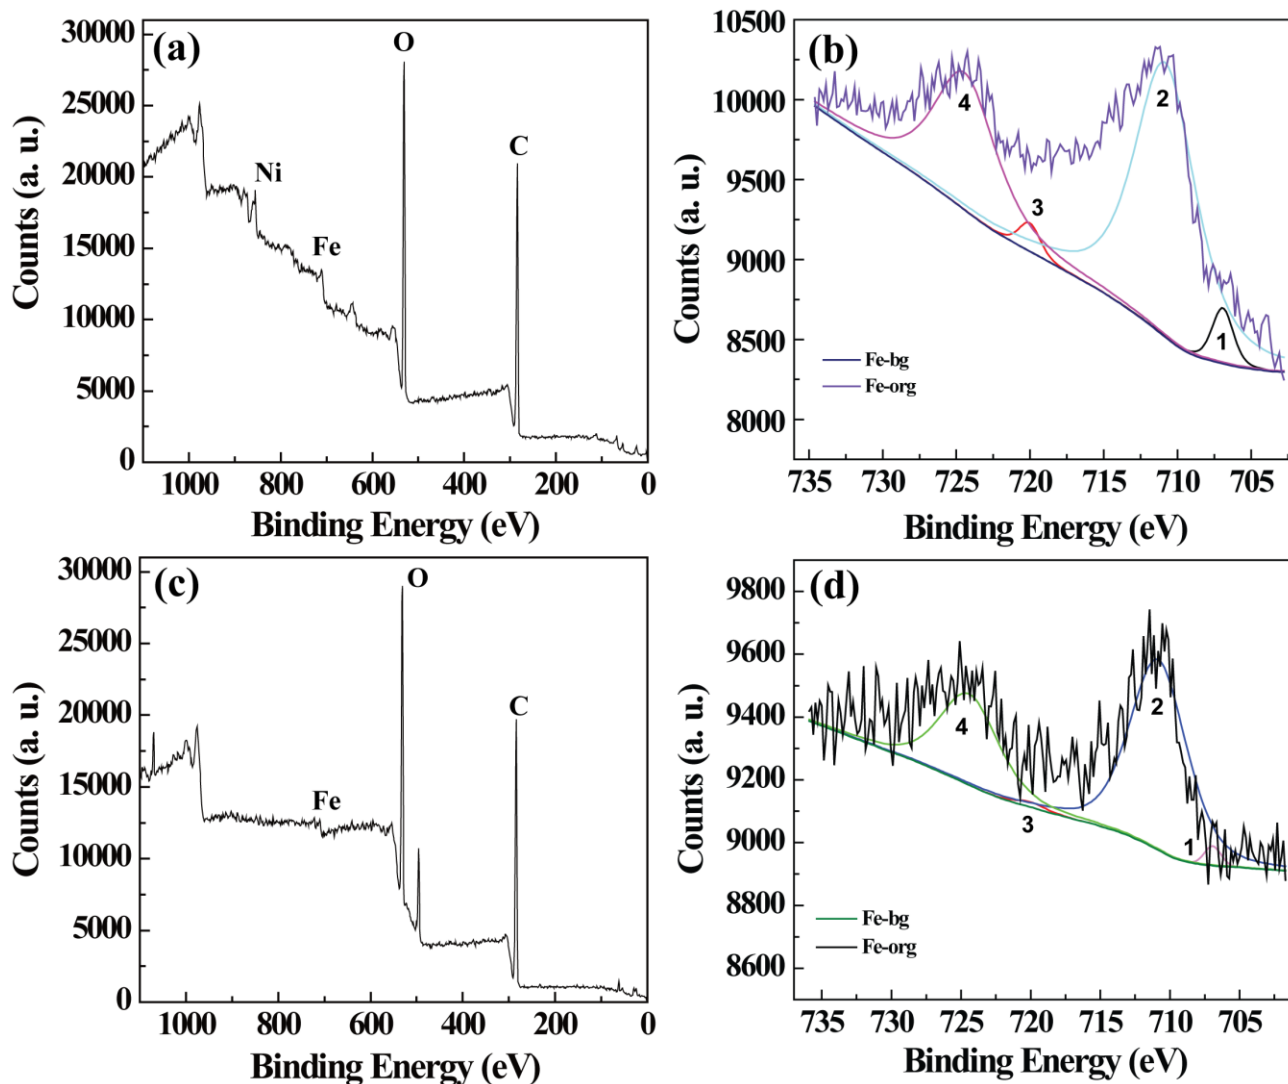 (a)
O
C
Ni
Fe
Counts (a. u.)
30000
25000
20000
15000
10000
5000
0
1000 800 600 400 200 0
Binding Energy (eV)
(b)
4
2
3
1
Fe-bg
Fe-org
Counts (a. u.)
10500
10000
9500
9000
8500
8000
735 730 725 720 715 710 705
Binding Energy (eV)
(c)
O
C
Fe
Counts (a. u.)
30000
25000
20000
15000
10000
5000
0
1000 800 600 400 200 0
Binding Energy (eV)
(d)
4
2
3
1
Fe-bg
Fe-org
Counts (a. u.)
9800
9600
9400
9200
9000
8800
8600
735 730 725 720 715 710 705
Binding Energy (eV)